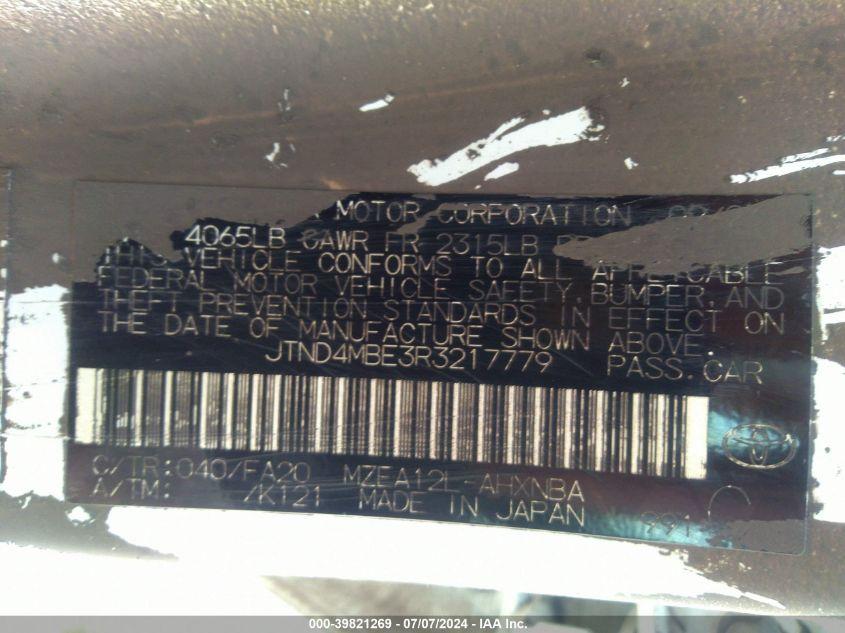 MOTOR CORPORATION
4065LB GAWR FR 2315LB
THIS VEHICLE CONFORMS TO ALL APPLICABLE
FEDERAL MOTOR VEHICLE SAFETY, BUMPER, AND
THEFT PREVENTION STANDARDS IN EFFECT ON
THE DATE OF MANUFACTURE SHOWN ABOVE.
JTND4MBE3R3217779 PASS.CAR
C/TR:040/FA20 MZEA12L-AHXNBA
A/TM: /K121 MADE IN JAPAN 991
000-39821269 / 07/07/2024 - IAA Inc.